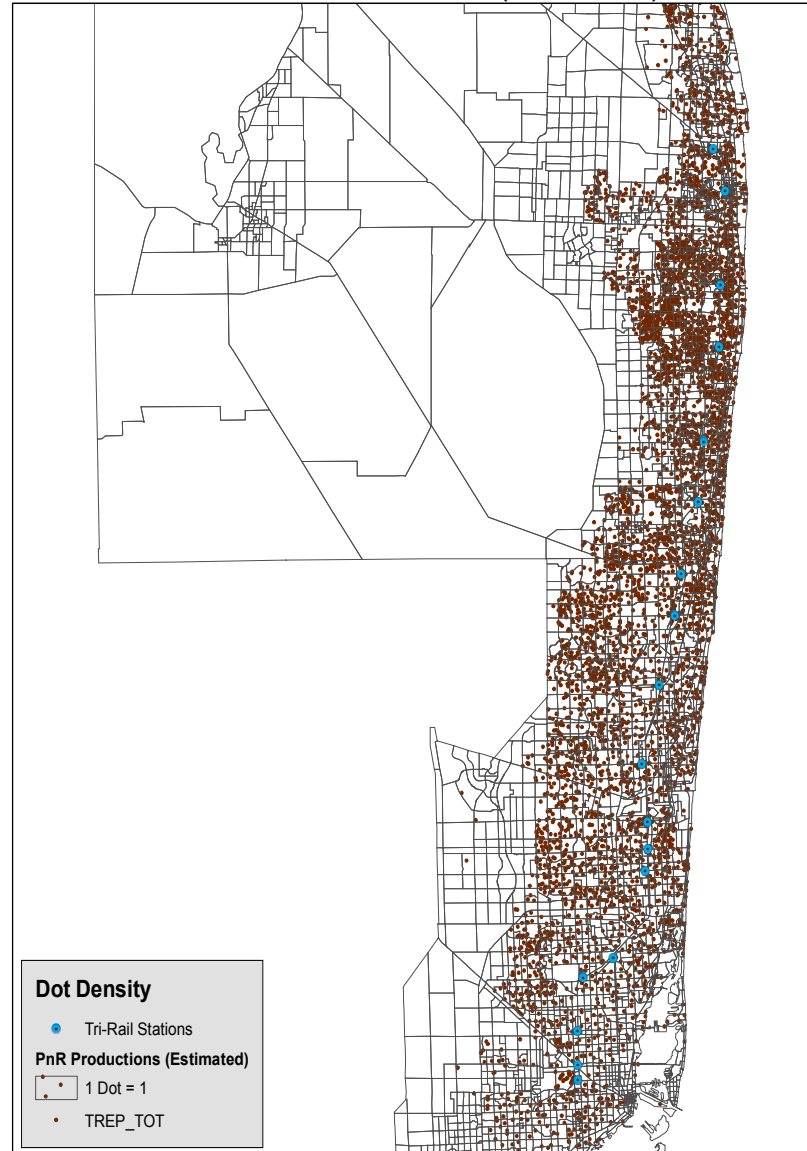 Dot Density
Tri-Rail Stations
PnR Productions (Estimated)
1 Dot = 1
TREP_TOT